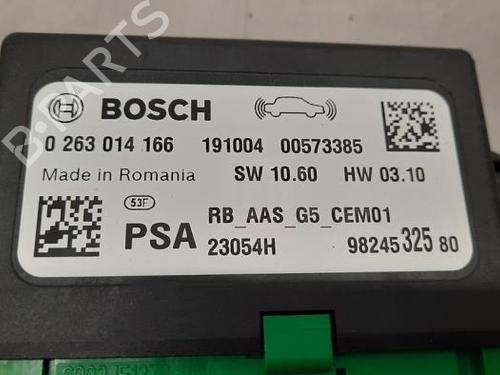 B-PARTS
BOSCH
0 263 014 166 191004 00573385
Made in Romania SW 10.60 HW 03.10
53F
RB_AAS_G5_CEM01
PSA 23054H 98245 325 80